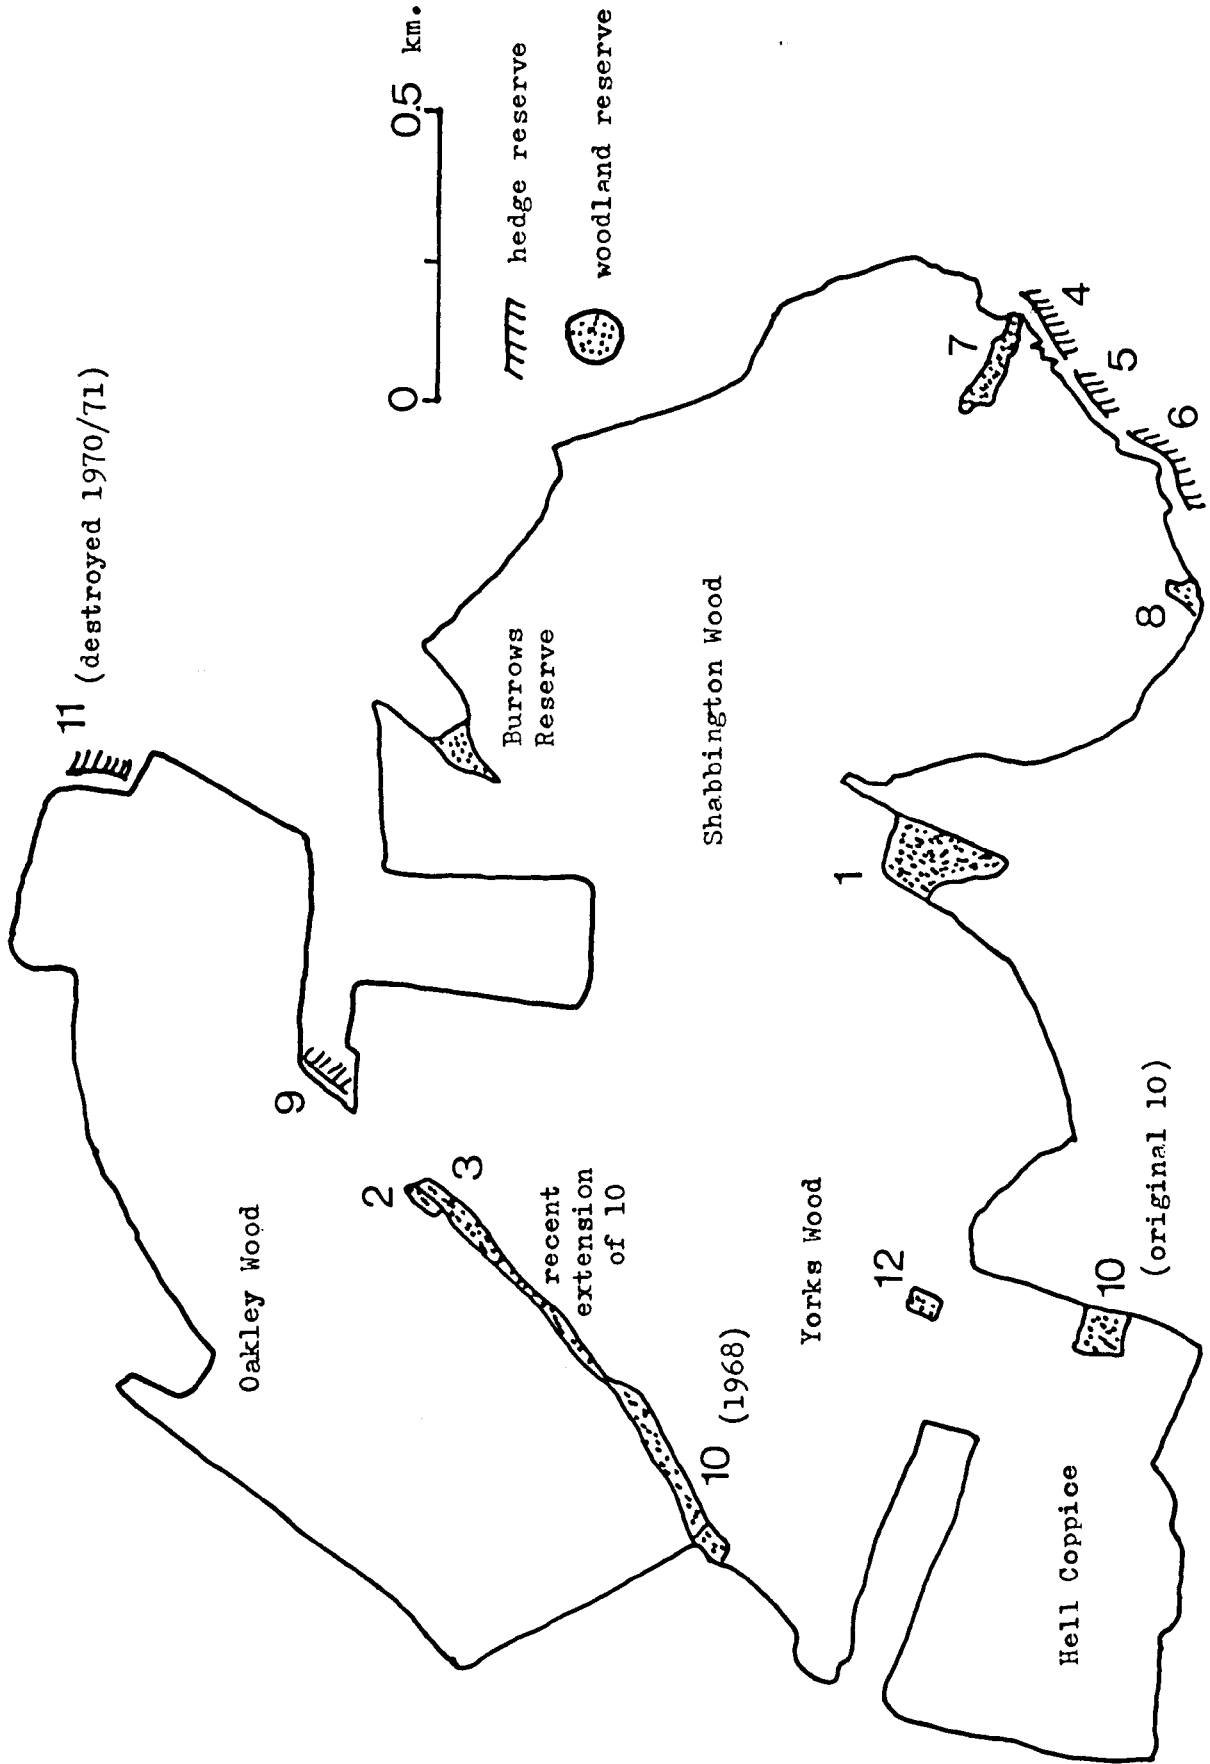 11 (destroyed 1970/71)
0 0.5 km.
hedge reserve
woodland reserve
Oakley Wood
9
2
3
recent
extension
of 10
10 (1968)
Burrows
Reserve
Shabbington Wood
Yorks Wood
12
1
7
4
5
6
8
Hell Coppice
10
(original 10)